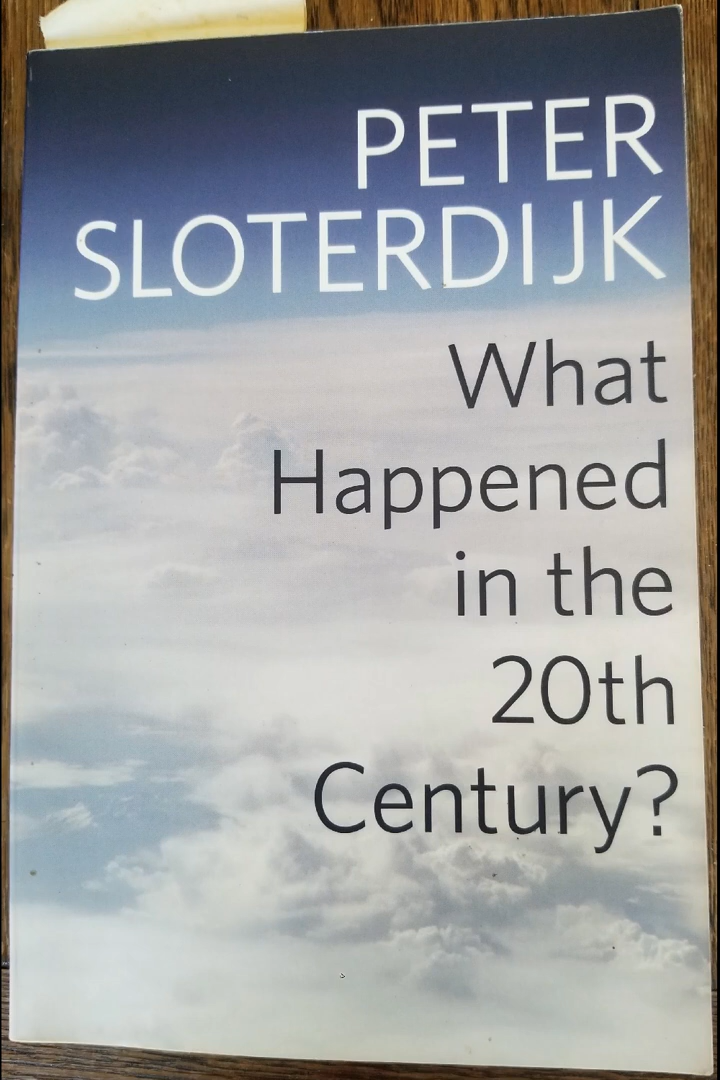 PETER
SLOTERDIJK
What
Happened
in the
20th
Century?